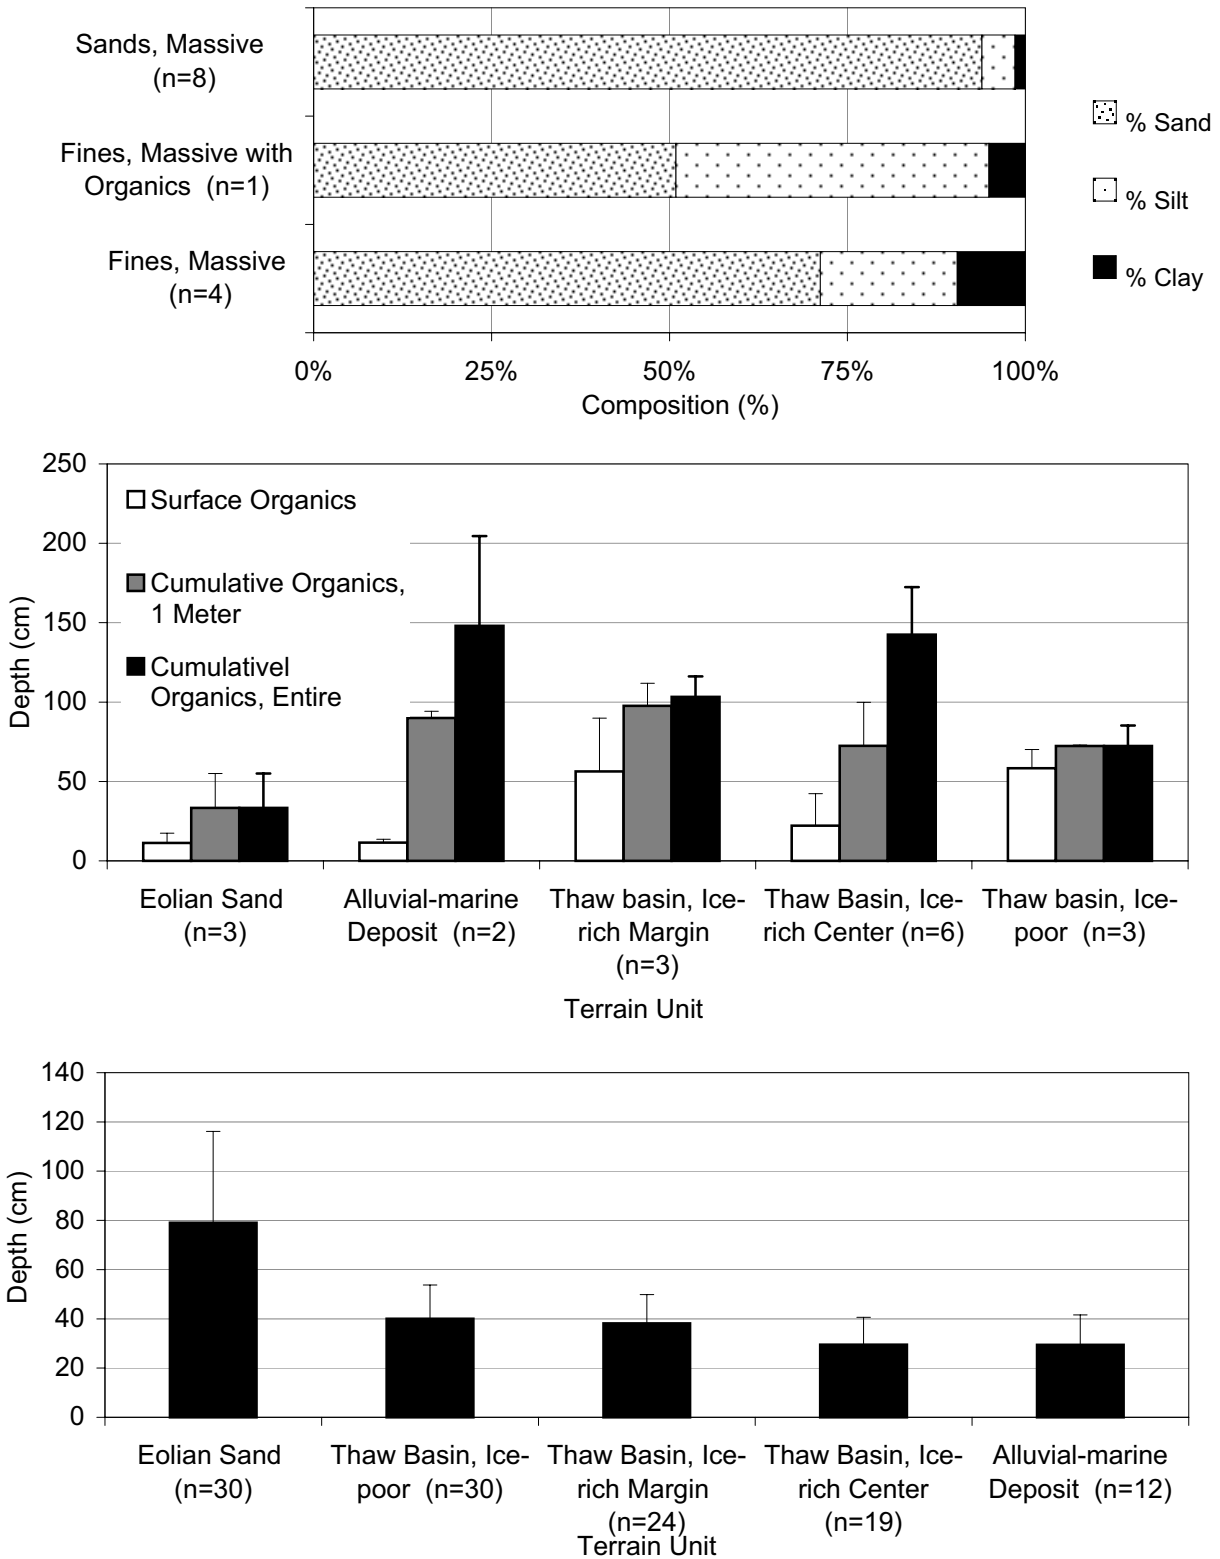 Sands, Massive
(n=8)
Fines, Massive with
Organics (n=1)
Fines, Massive
(n=4)
% Sand
% Silt
% Clay
0% 25% 50% 75% 100%
Composition (%)
250
200
150
100
50
0
Depth (cm)
Surface Organics
Cumulative Organics,
1 Meter
Cumulativel
Organics, Entire
Eolian Sand
(n=3)
Alluvial-marine
Deposit (n=2)
Thaw basin, Ice-
rich Margin
(n=3)
Thaw Basin, Ice-
rich Center (n=6)
Thaw basin, Ice-
poor (n=3)
Terrain Unit
140
120
100
80
60
40
20
0
Depth (cm)
Eolian Sand
(n=30)
Thaw Basin, Ice-
poor (n=30)
Thaw Basin, Ice-
rich Margin
(n=24)
Thaw Basin, Ice-
rich Center
(n=19)
Alluvial-marine
Deposit (n=12)
Terrain Unit